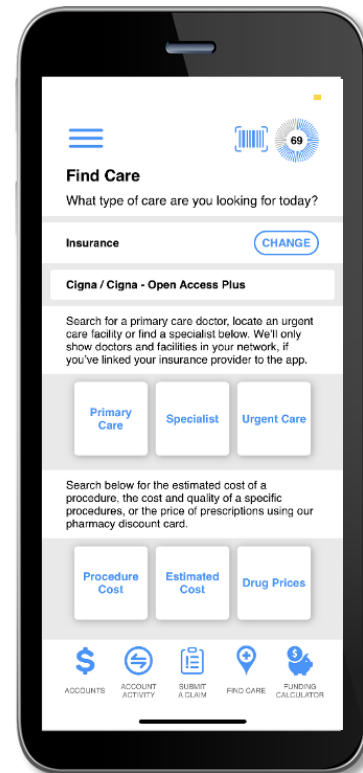 69
Find Care
What type of care are you looking for today?
Insurance
CHANGE
Cigna / Cigna - Open Access Plus
Search for a primary care doctor, locate an urgent
care facility or find a specialist below. We'll only
show doctors and facilities in your network, if
you've linked your insurance provider to the app.
Primary
Care
Specialist
Urgent Care
Search below for the estimated cost of a
procedure, the cost and quality of a specific
procedures, or the price of prescriptions using our
pharmacy discount card.
Procedure
Cost
Estimated
Cost
Drug Prices
ACCOUNTS
ACCOUNT
ACTIVITY
SUBMIT
A CLAIM
FIND CARE
FUNDING
CALCULATOR